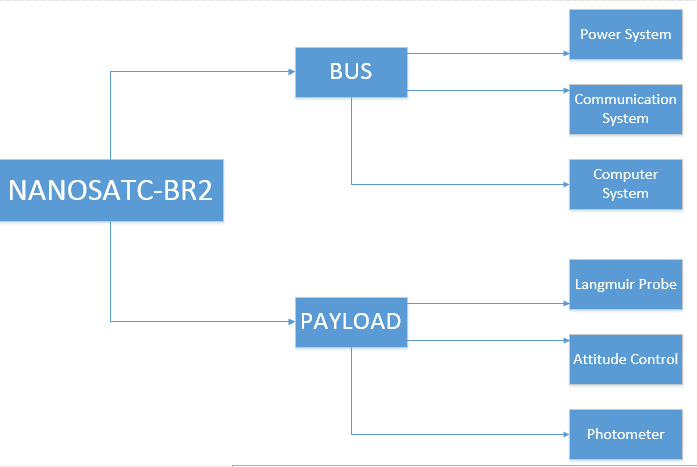 NANOSATC-BR2
BUS
Power System
Communication
System
Computer
System
PAYLOAD
Langmuir Probe
Attitude Control
Photometer